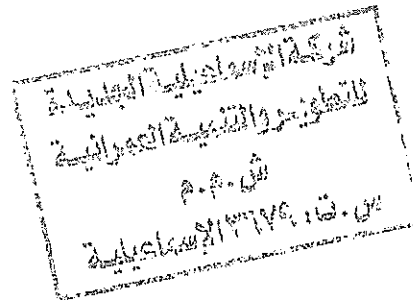 شركة الإسماعيلية الجديدة
للتطوير والتنمية العمرانية
ش.م.م
س.ت. الإسماعيلية